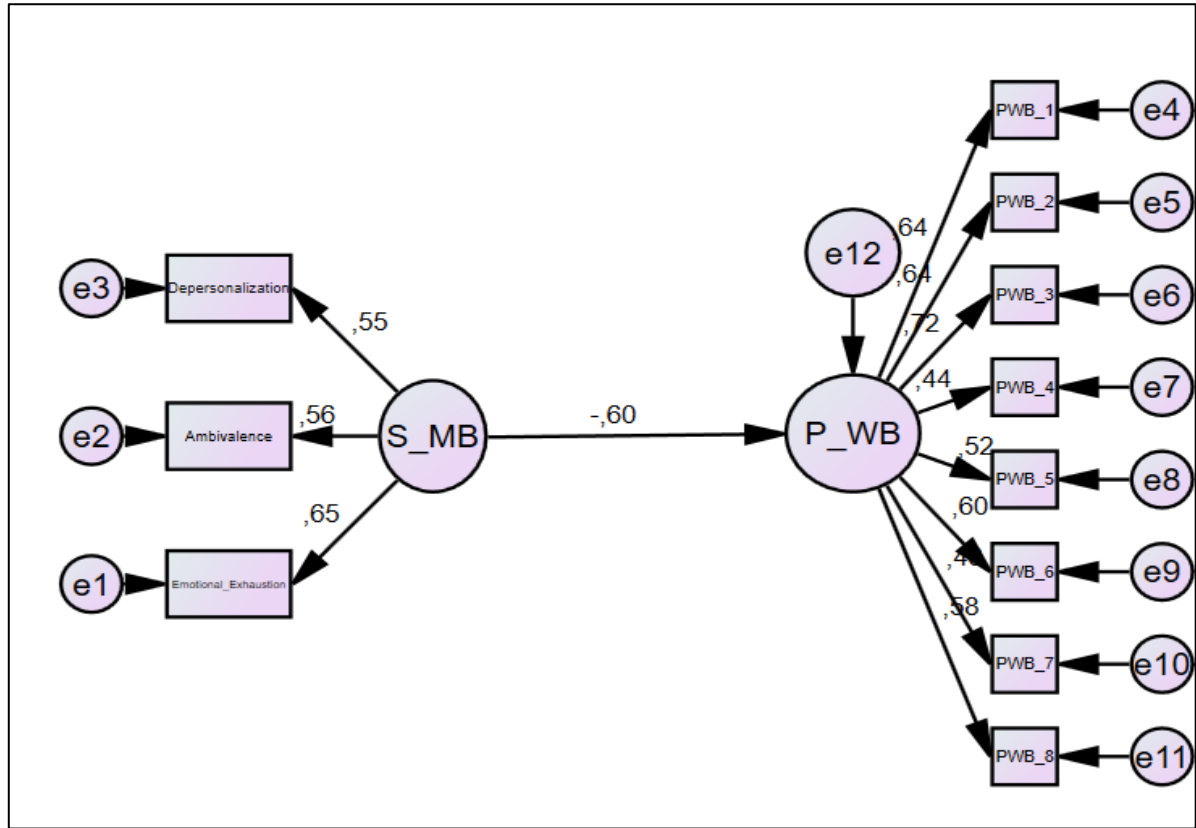 PWB_1
e4
PWB_2
e5
,64
e12
,64
e3
Depersonalization
PWB_3
e6
,55
,72
,44
PWB_4
e7
e2
Ambivalence
,56
S_MB
-,60
P_WB
,52
PWB_5
e8
,65
,60
e1
Emotional_Exhaustion
PWB_6
e9
,58
PWB_7
e10
PWB_8
e11